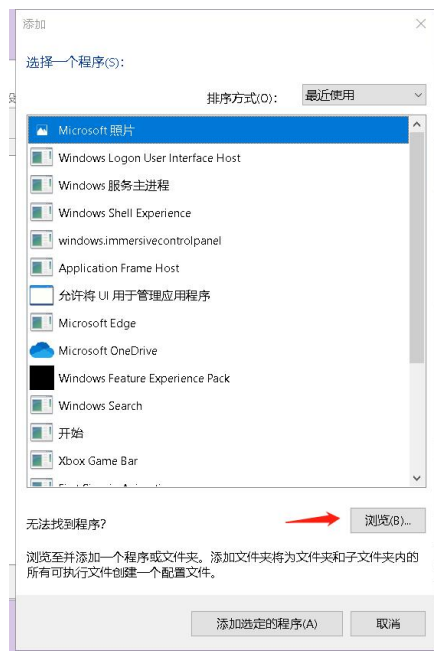 添加
选择一个程序(S):
排序方式(O):
最近使用
Microsoft 照片
Windows Logon User Interface Host
Windows 服务主进程
Windows Shell Experience
windows.immersivecontrolpanel
Application Frame Host
允许将 UI 用于管理应用程序
Microsoft Edge
Microsoft OneDrive
Windows Feature Experience Pack
Windows Search
开始
Xbox Game Bar
无法找到程序?
浏览(B)...
浏览至并添加一个程序或文件夹。添加文件夹将为文件夹和子文件夹内的
所有可执行文件创建一个配置文件。
添加选定的程序(A)
取消